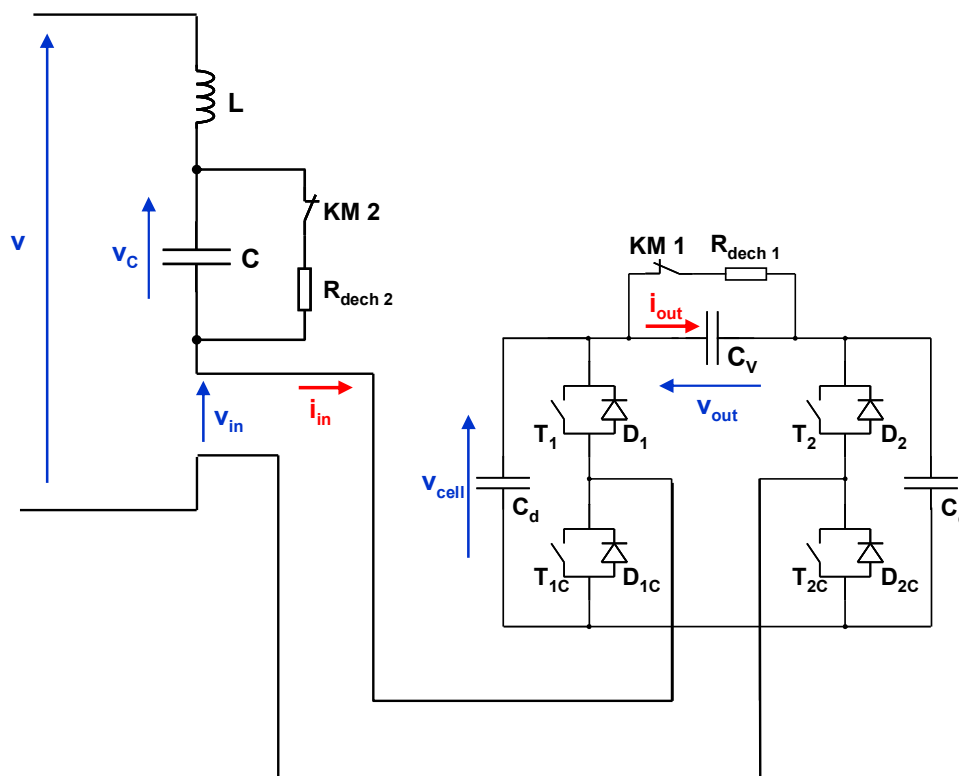 L
KM 2
v
v_C
C
R_dech 2
KM 1
R_dech 1
i_out
C_V
v_out
v_in
i_in
T_1
D_1
T_2
D_2
v_cell
C_d
C
T_1C
D_1C
T_2C
D_2C